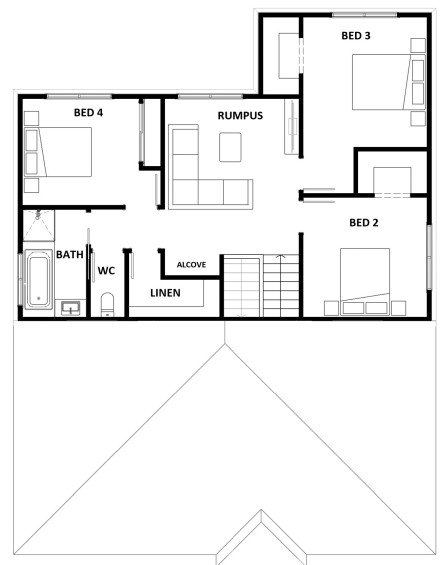 BED 3
BED 4
RUMPUS
BED 2
BATH
WC
ALCOVE
LINEN